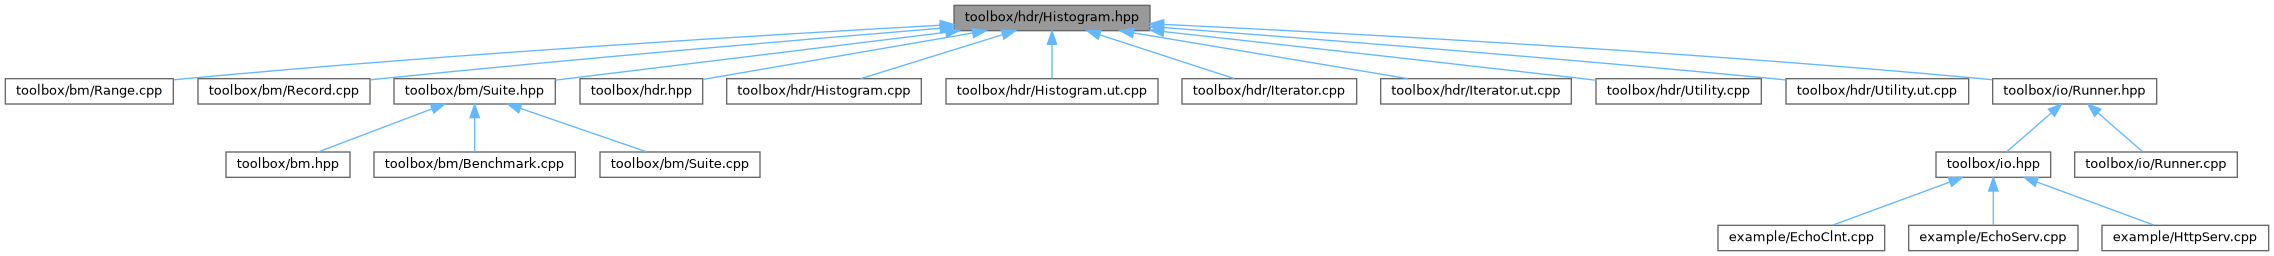 toolbox/hdr/Histogram.hpp
toolbox/bm/Range.cpp
toolbox/bm/Record.cpp
toolbox/bm/Suite.hpp
toolbox/hdr.hpp
toolbox/hdr/Histogram.cpp
toolbox/hdr/Histogram.ut.cpp
toolbox/hdr/Iterator.cpp
toolbox/hdr/Iterator.ut.cpp
toolbox/hdr/Utility.cpp
toolbox/hdr/Utility.ut.cpp
toolbox/io/Runner.hpp
toolbox/bm.hpp
toolbox/bm/Benchmark.cpp
toolbox/bm/Suite.cpp
toolbox/io.hpp
toolbox/io/Runner.cpp
example/EchoClnt.cpp
example/EchoServ.cpp
example/HttpServ.cpp